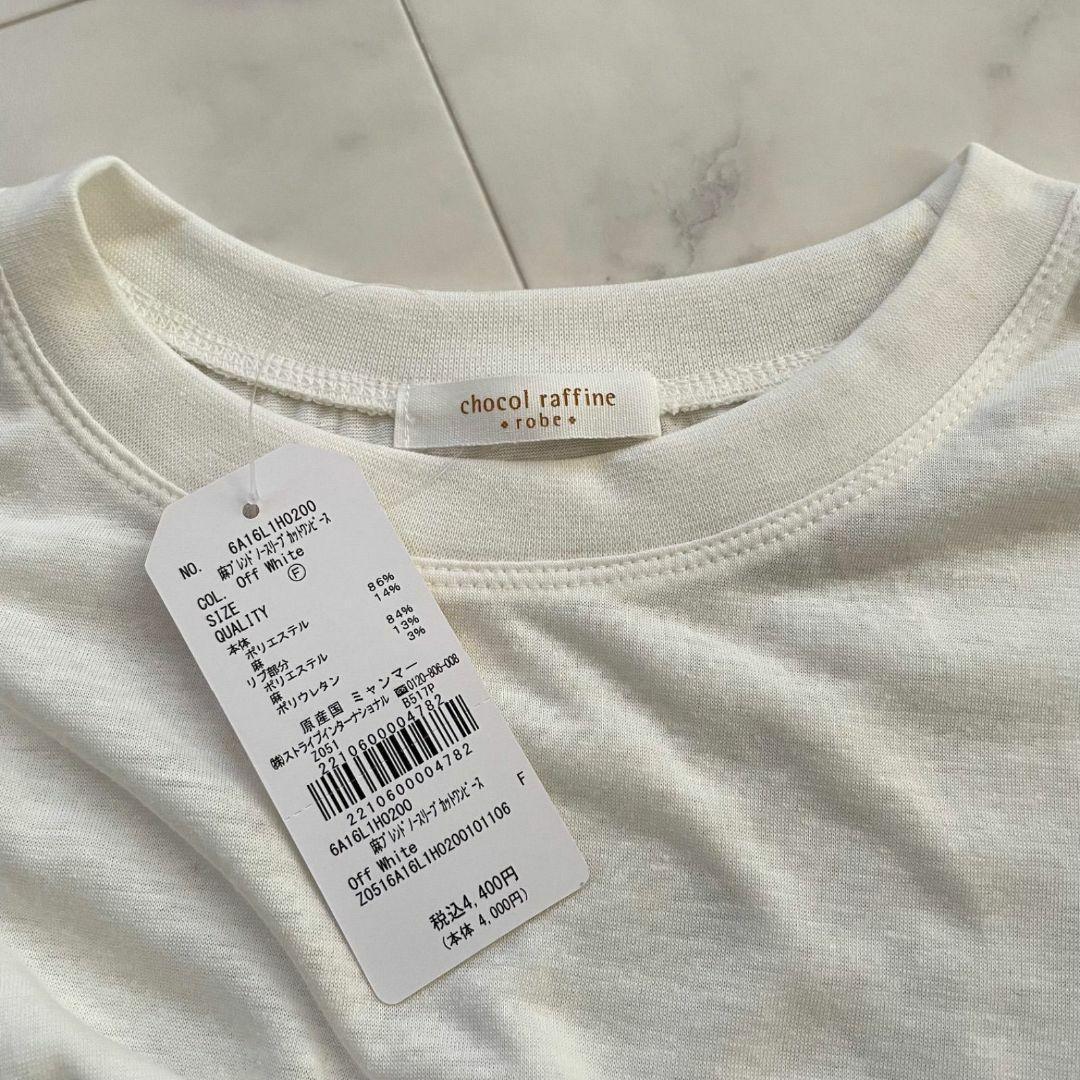 chocol raffine
robe
NO. 6A16L1H0200
麻ﾌﾞﾚﾝﾄﾞﾉｰｽﾘｰﾌﾞｶｯﾄﾜﾝﾋﾟｰｽ
COL. Off White
SIZE Ⓕ
QUALITY
本体
ポリエステル 86%
麻 14%
リブ部分
ポリエステル 84%
麻 13%
ポリウレタン 3%
原産国 ミャンマー
㈱ストライプインターナショナル ☎0120-806-008
Z051 B517P
2210600004782
2210600004782
6A16L1H0200
麻ﾌﾞﾚﾝﾄﾞﾉｰｽﾘｰﾌﾞｶｯﾄﾜﾝﾋﾟｰｽ
Off White F
Z0516A16L1H0200101106
税込4,400円
(本体 4,000円)